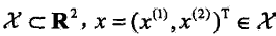 𝒳 ⊂ R², x = (x⁽¹⁾, x⁽²⁾)ᵀ ∈ 𝒳